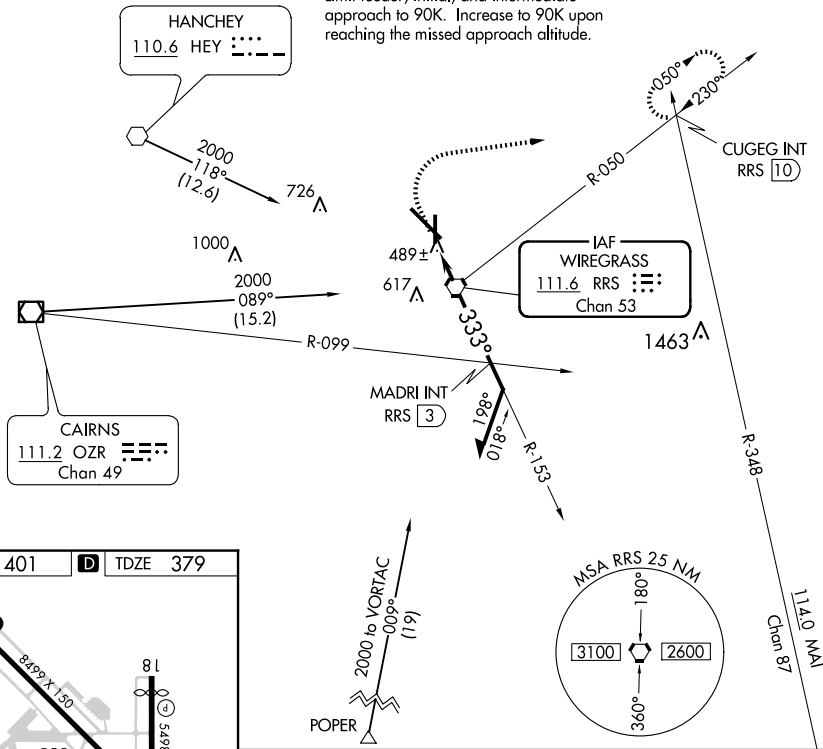 approach to 90K. Increase to 90K upon
reaching the missed approach altitude.
HANCHEY
110.6 HEY
2000
118°
(12.6)
726
050°
230°
CUGEG INT
RRS 10
R-050
1000
489±
617
IAF
WIREGRASS
111.6 RRS
Chan 53
2000
089°
(15.2)
R-099
333°
1463
MADRI INT
RRS 3
198°
018°
R-153
CAIRNS
111.2 OZR
Chan 49
R-348
114.0 MAI
Chan 87
401
D
TDZE 379
8499 X 150
18
P
5498
2000 to VORTAC
009°
(19)
POPER
MSA RRS 25 NM
180°
3100
2600
360°